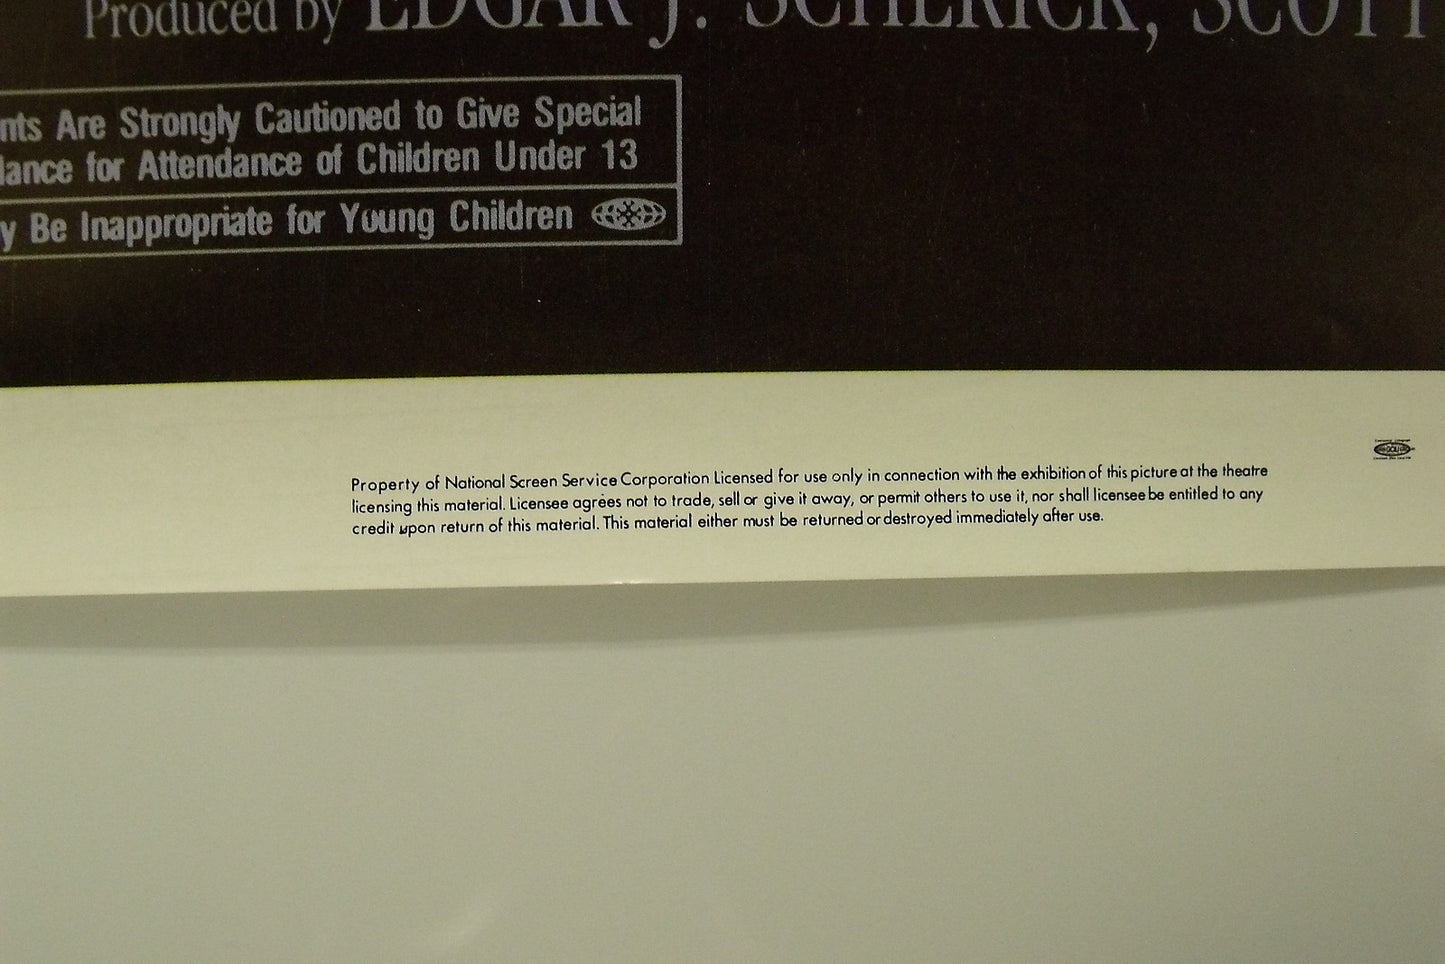 Produced by EDGAR J. SCHERICK, SCOTT
nts Are Strongly Cautioned to Give Special
dance for Attendance of Children Under 13
y Be Inappropriate for Young Children
Property of National Screen Service Corporation Licensed for use only in connection with the exhibition of this picture at the theatre
licensing this material. Licensee agrees not to trade, sell or give it away, or permit others to use it, nor shall licensee be entitled to any
credit upon return of this material. This material either must be returned or destroyed immediately after use.